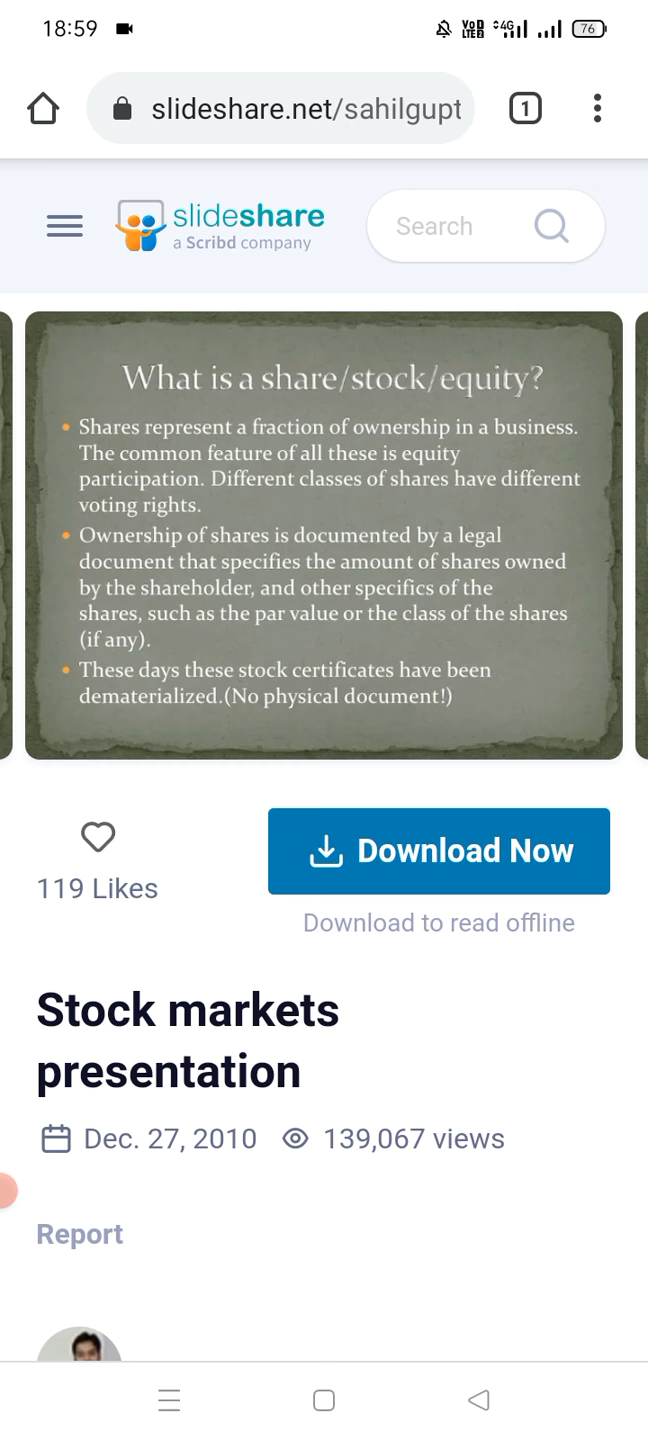 18:59
VoD LTE2 4G 76
slideshare.net/sahilgupt 1
slideshare
a Scribd company
Search
What is a share/stock/equity?
• Shares represent a fraction of ownership in a business.
The common feature of all these is equity
participation. Different classes of shares have different
voting rights.
• Ownership of shares is documented by a legal
document that specifies the amount of shares owned
by the shareholder, and other specifics of the
shares, such as the par value or the class of the shares
(if any).
• These days these stock certificates have been
dematerialized.(No physical document!)
119 Likes
Download Now
Download to read offline
Stock markets
presentation
Dec. 27, 2010 139,067 views
Report